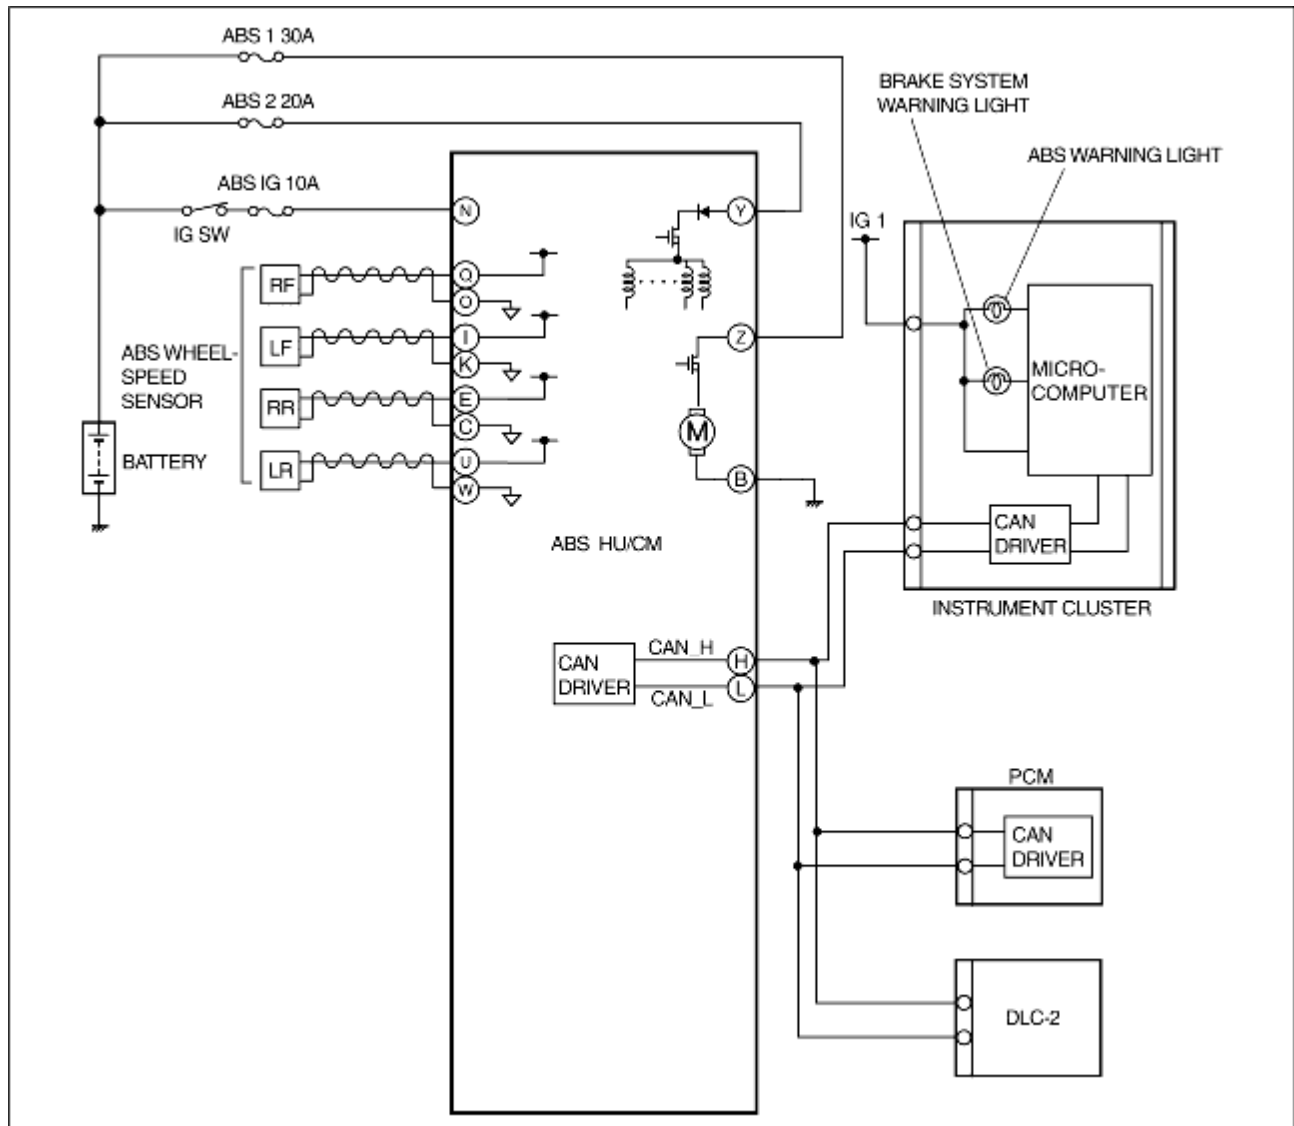 ABS 1 30A
ABS 2 20A
ABS IG 10A
IG SW
BRAKE SYSTEM
WARNING LIGHT
ABS WARNING LIGHT
IG 1
N
Y
RF
Q
O
LF
I
K
Z
ABS WHEEL-
SPEED
SENSOR
RR
E
C
M
MICRO-
COMPUTER
BATTERY
LR
U
W
B
ABS HU/CM
CAN
DRIVER
INSTRUMENT CLUSTER
CAN
DRIVER
CAN_H
H
CAN_L
L
PCM
CAN
DRIVER
DLC-2